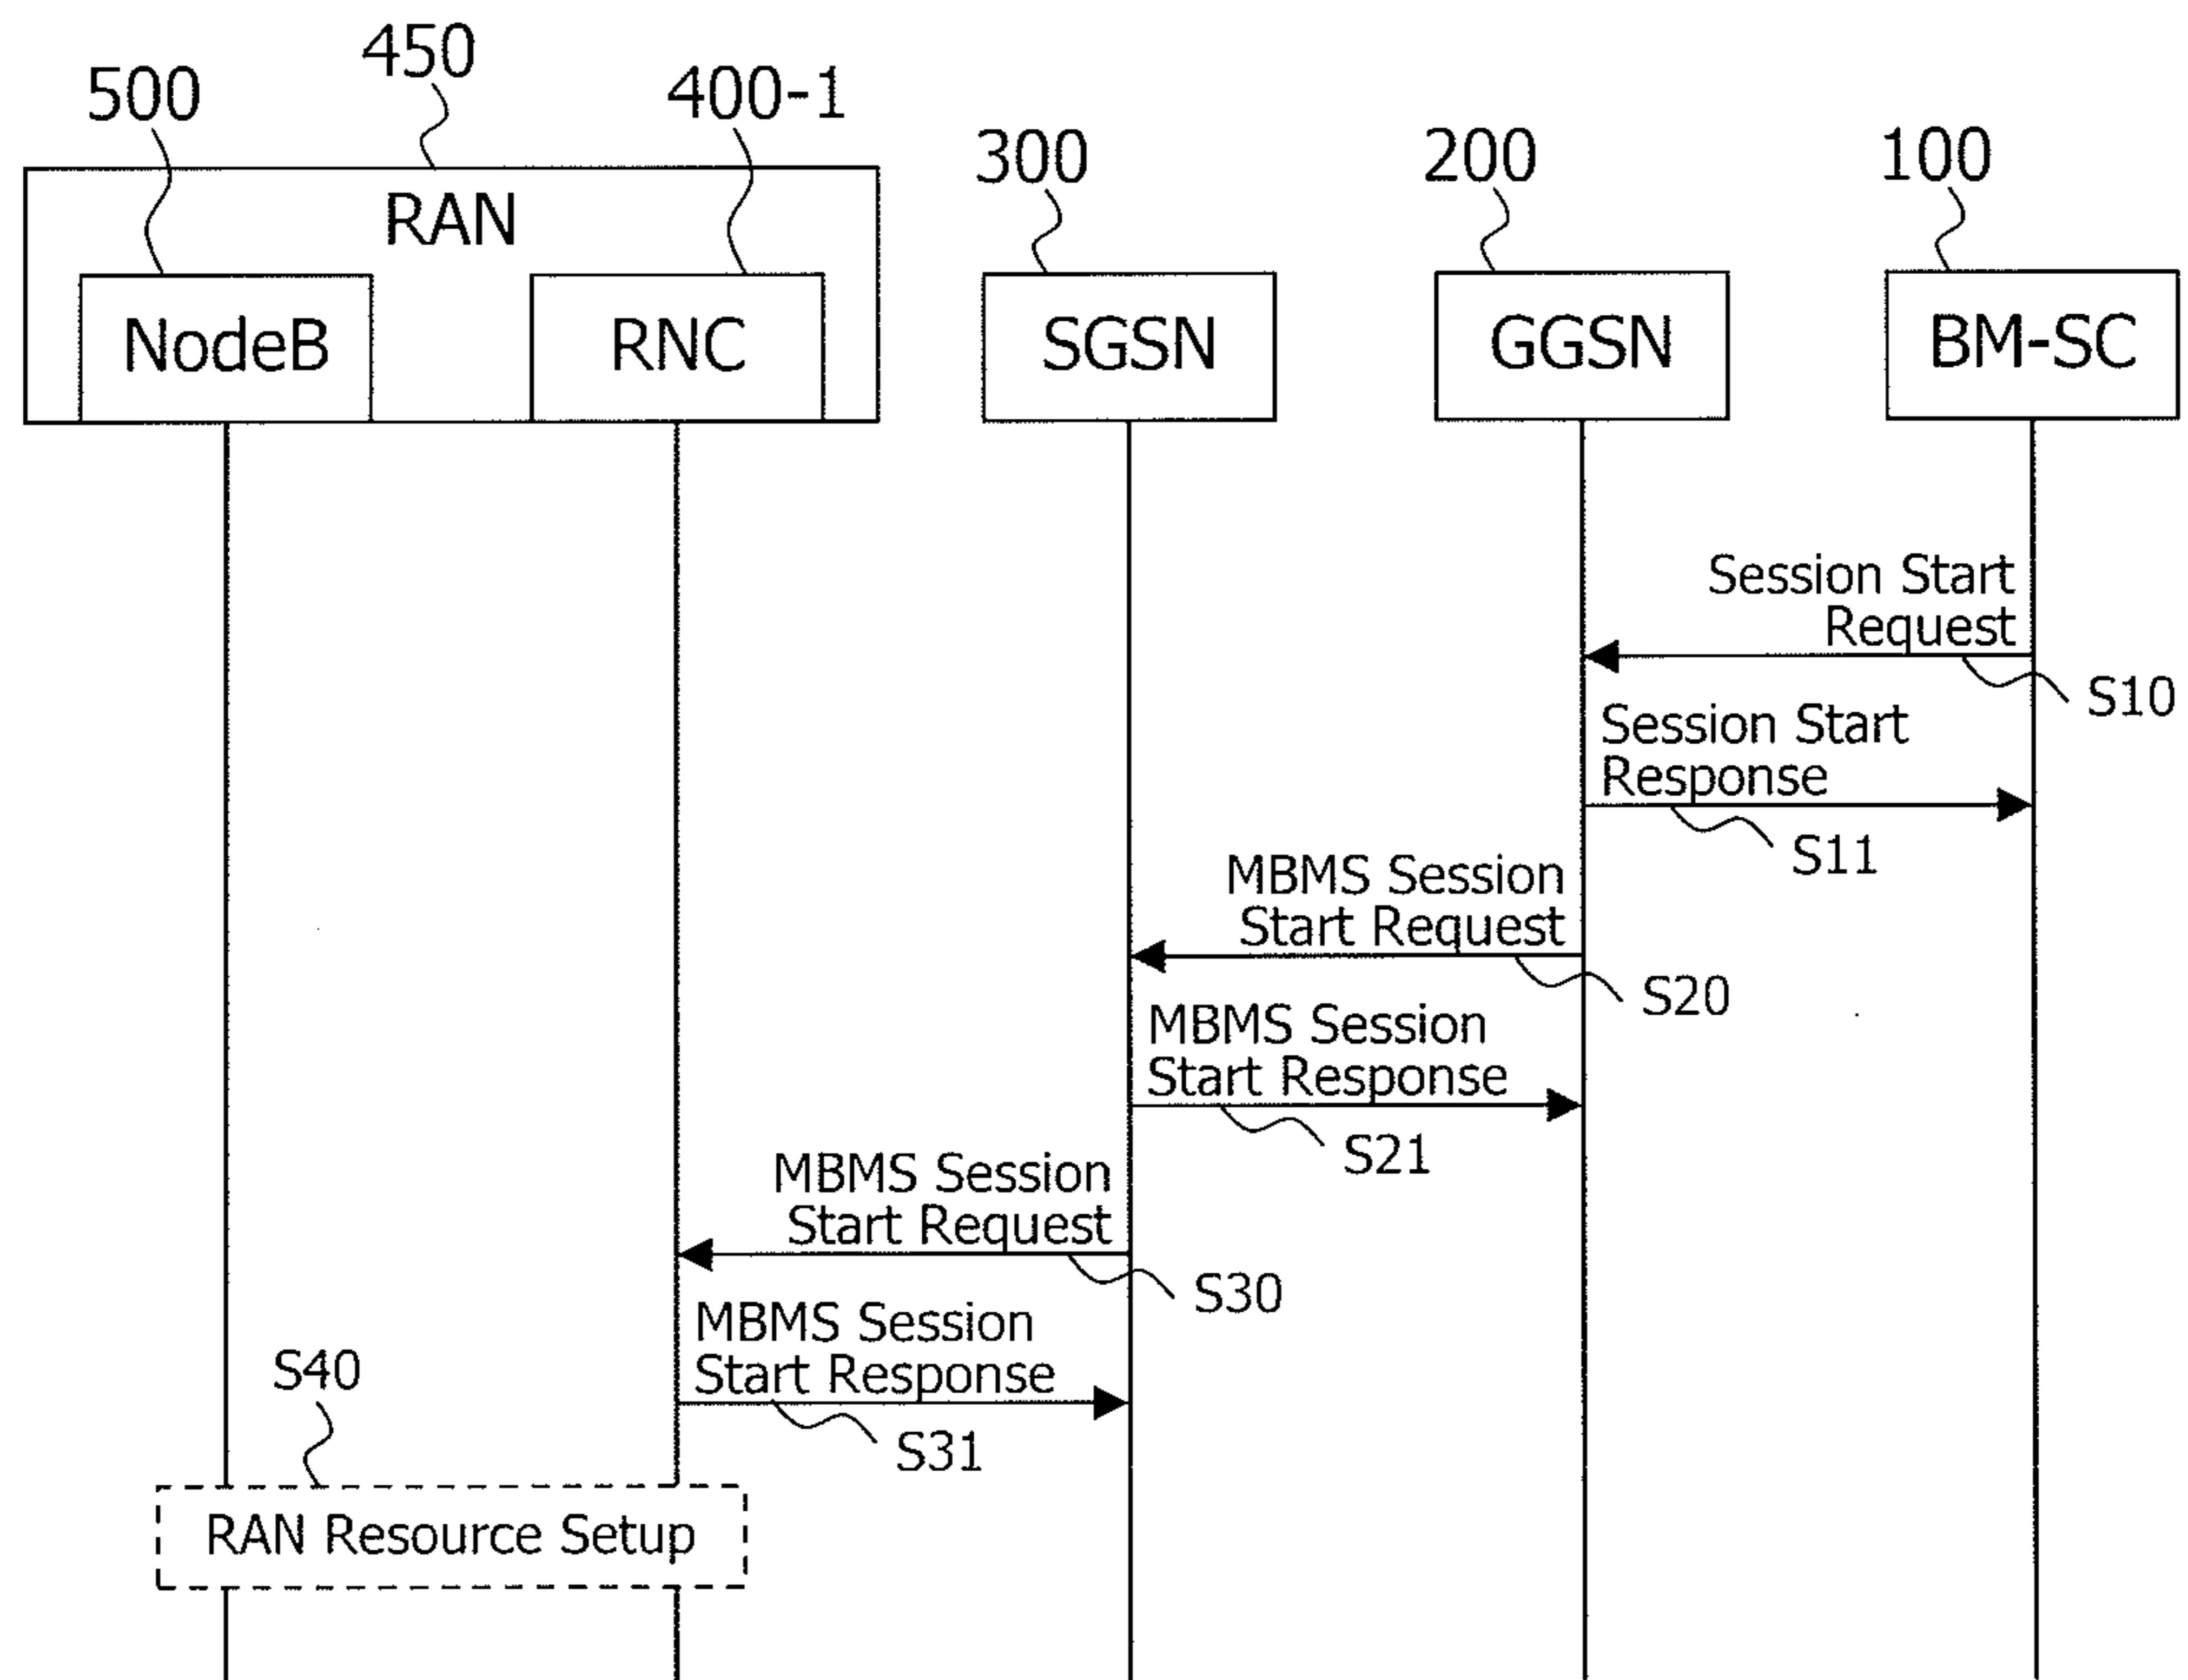 450
500
400-1
300
200
100
RAN
NodeB
RNC
SGSN
GGSN
BM-SC
Session Start
Request
S10
Session Start
Response
S11
MBMS Session
Start Request
S20
MBMS Session
Start Response
S21
MBMS Session
Start Request
S30
MBMS Session
Start Response
S31
S40
RAN Resource Setup